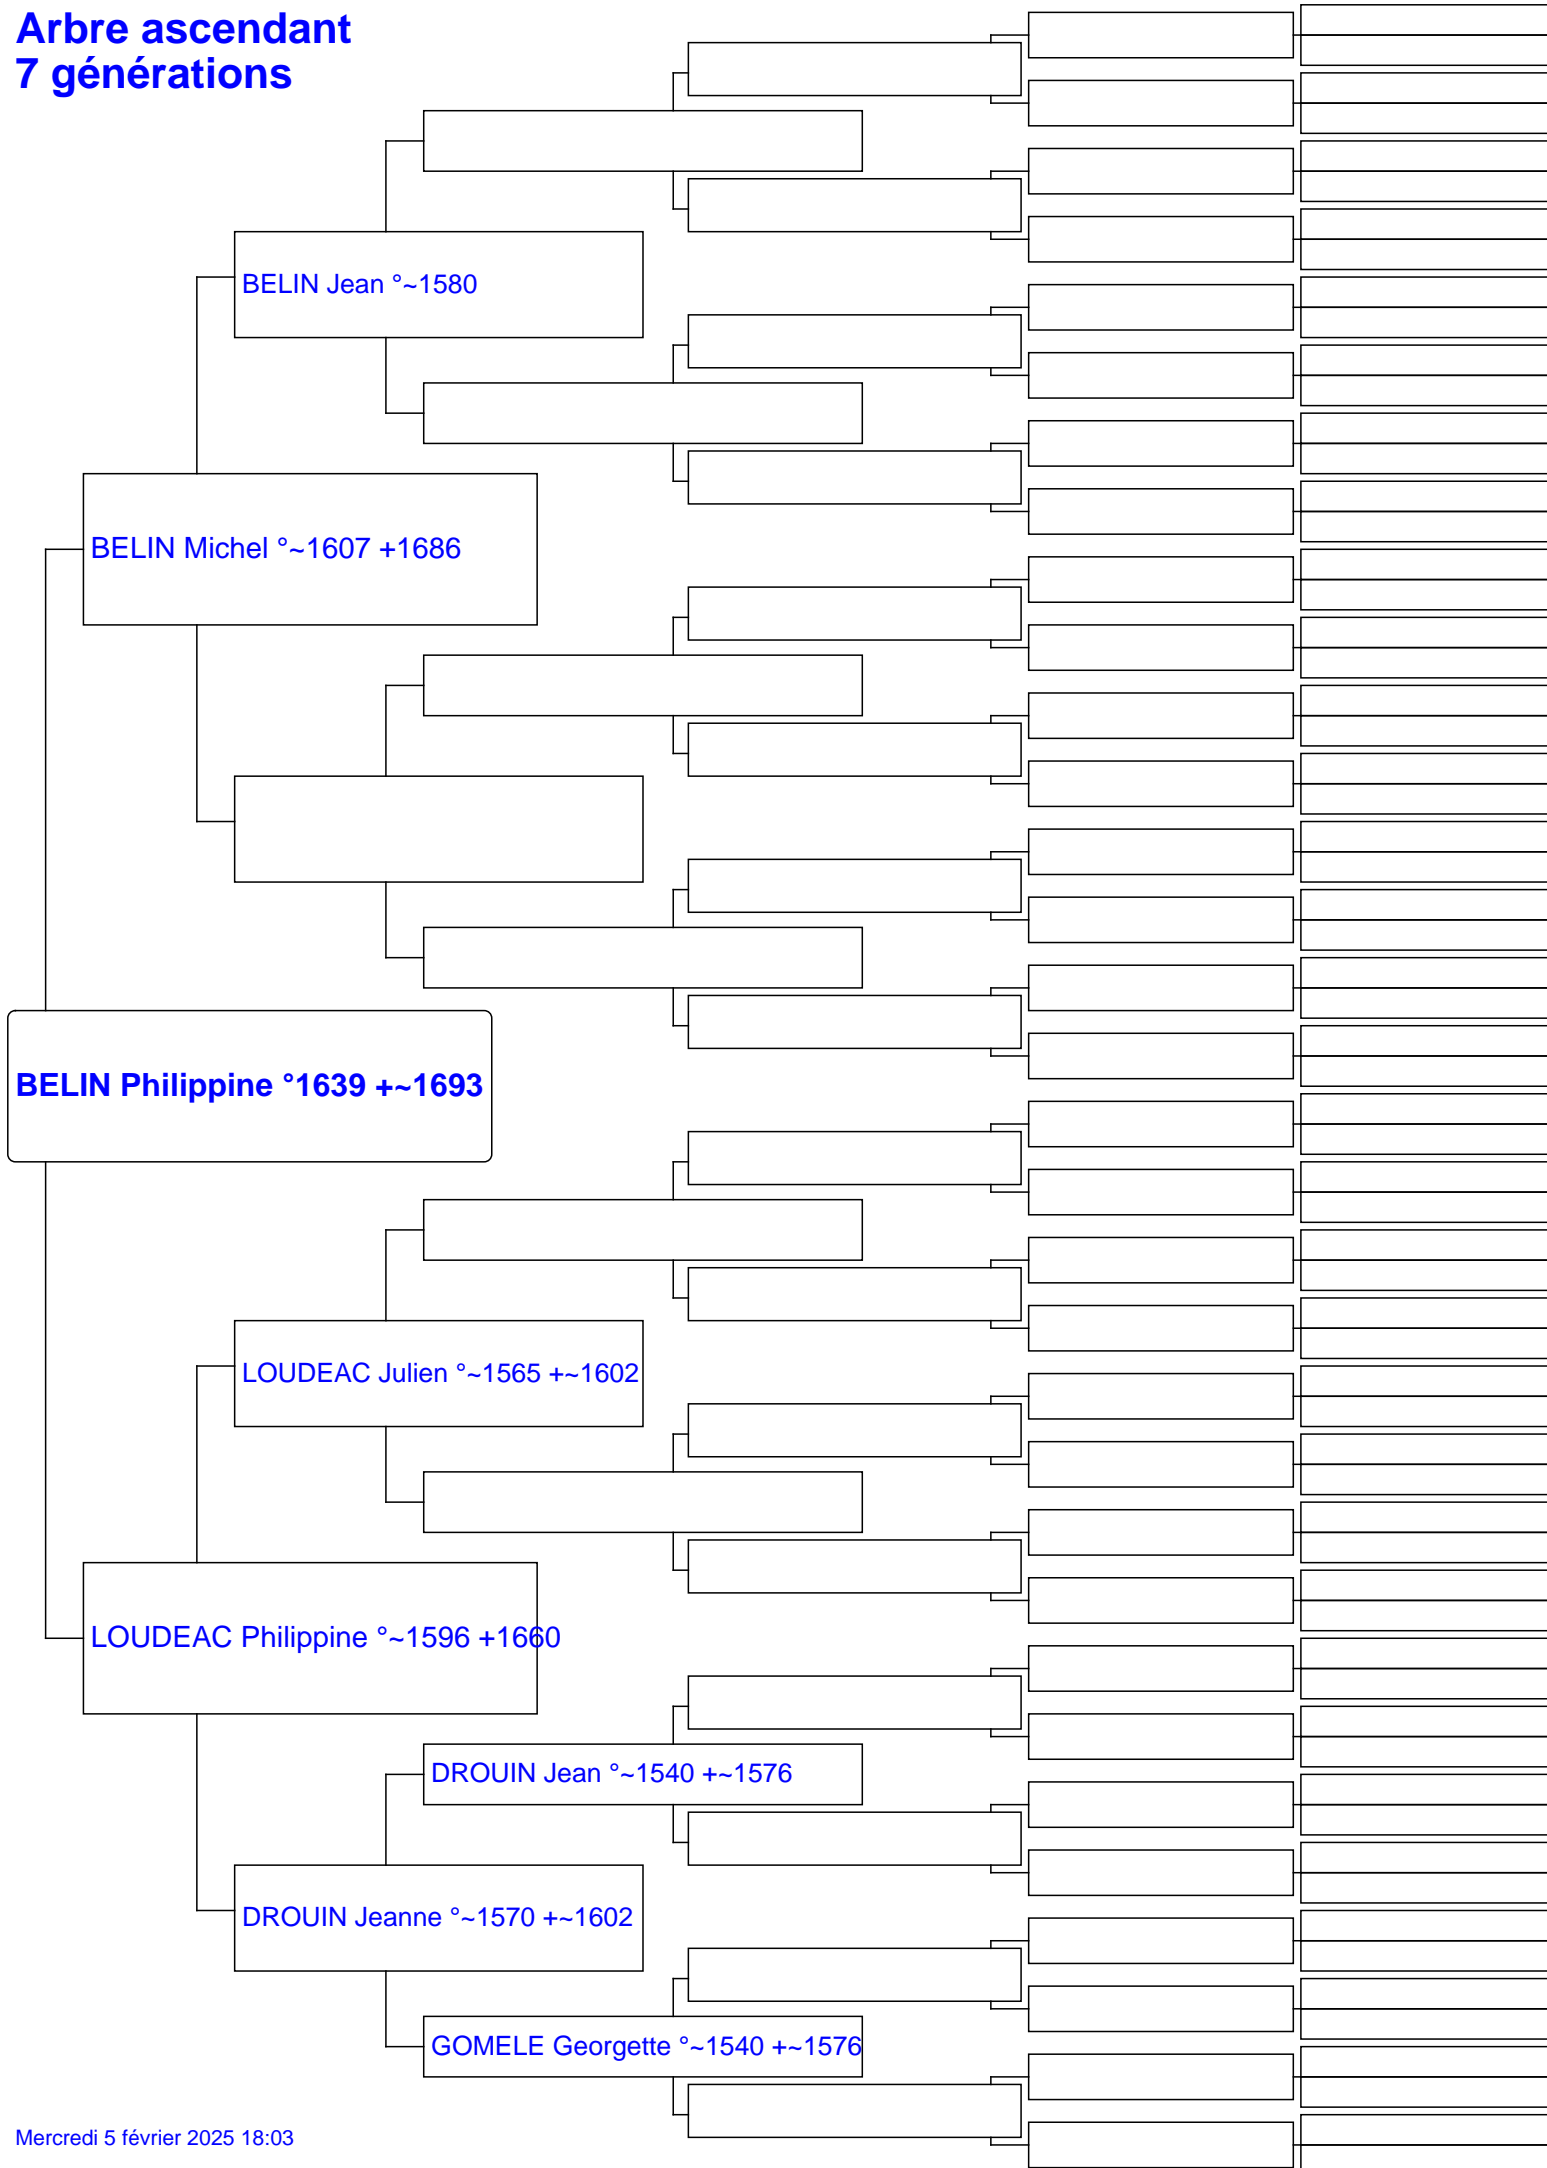 Arbre ascendant
7 générations
BELIN Jean °~1580
BELIN Michel °~1607 +1686
BELIN Philippine °1639 +~1693
LOUDEAC Julien °~1565 +~1602
LOUDEAC Philippine °~1596 +1660
DROUIN Jean °~1540 +~1576
DROUIN Jeanne °~1570 +~1602
GOMELE Georgette °~1540 +~1576
Mercredi 5 février 2025 18:03